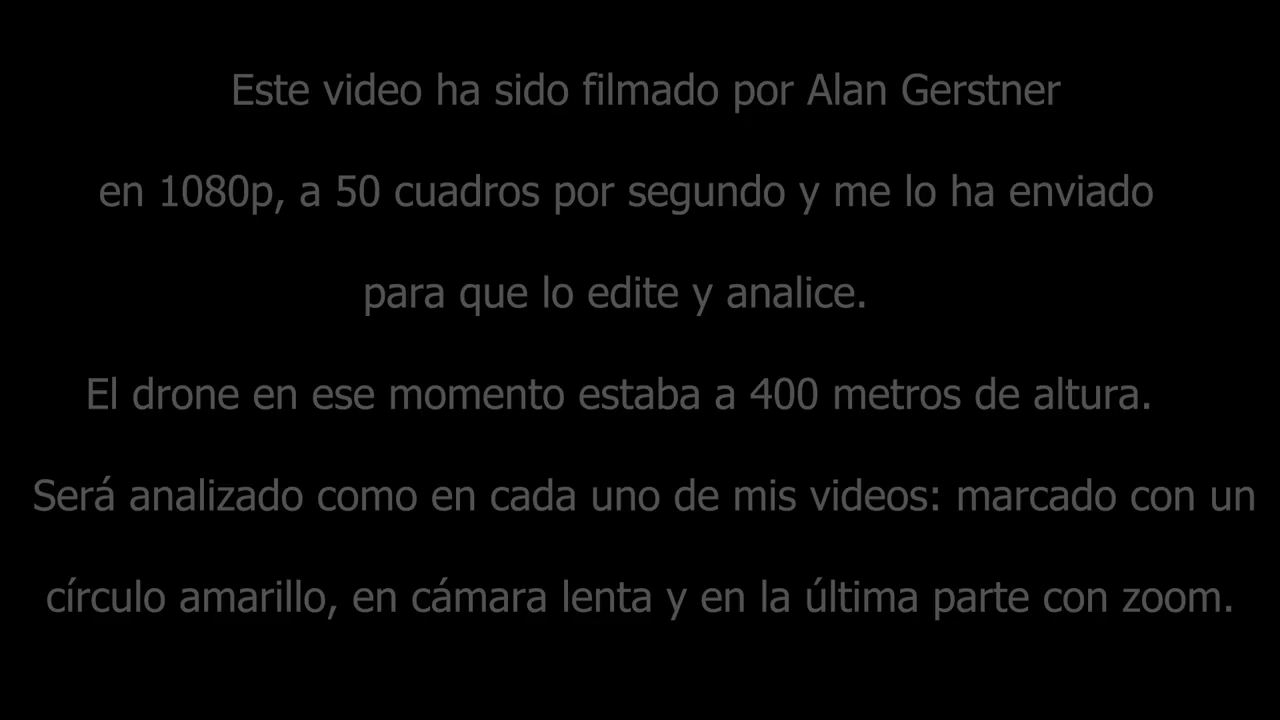 Este video ha sido filmado por Alan Gerstner
en 1080p, a 50 cuadros por segundo y me lo ha enviado
para que lo edite y analice.
El drone en ese momento estaba a 400 metros de altura.
Será analizado como en cada uno de mis videos: marcado con un
círculo amarillo, en cámara lenta y en la última parte con zoom.